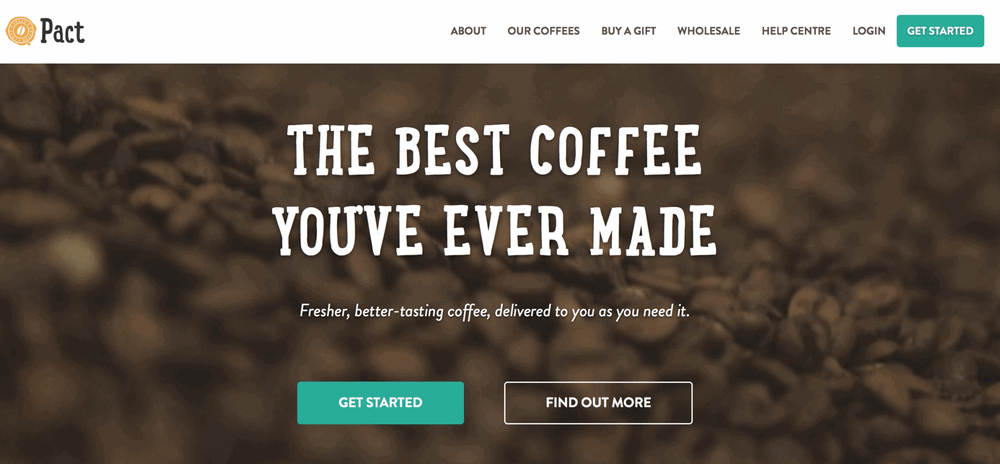 Pact
ABOUT OUR COFFEES BUY A GIFT WHOLESALE HELP CENTRE LOGIN GET STARTED
THE BEST COFFEE
YOU'VE EVER MADE
Fresher, better-tasting coffee, delivered to you as you need it.
GET STARTED FIND OUT MORE